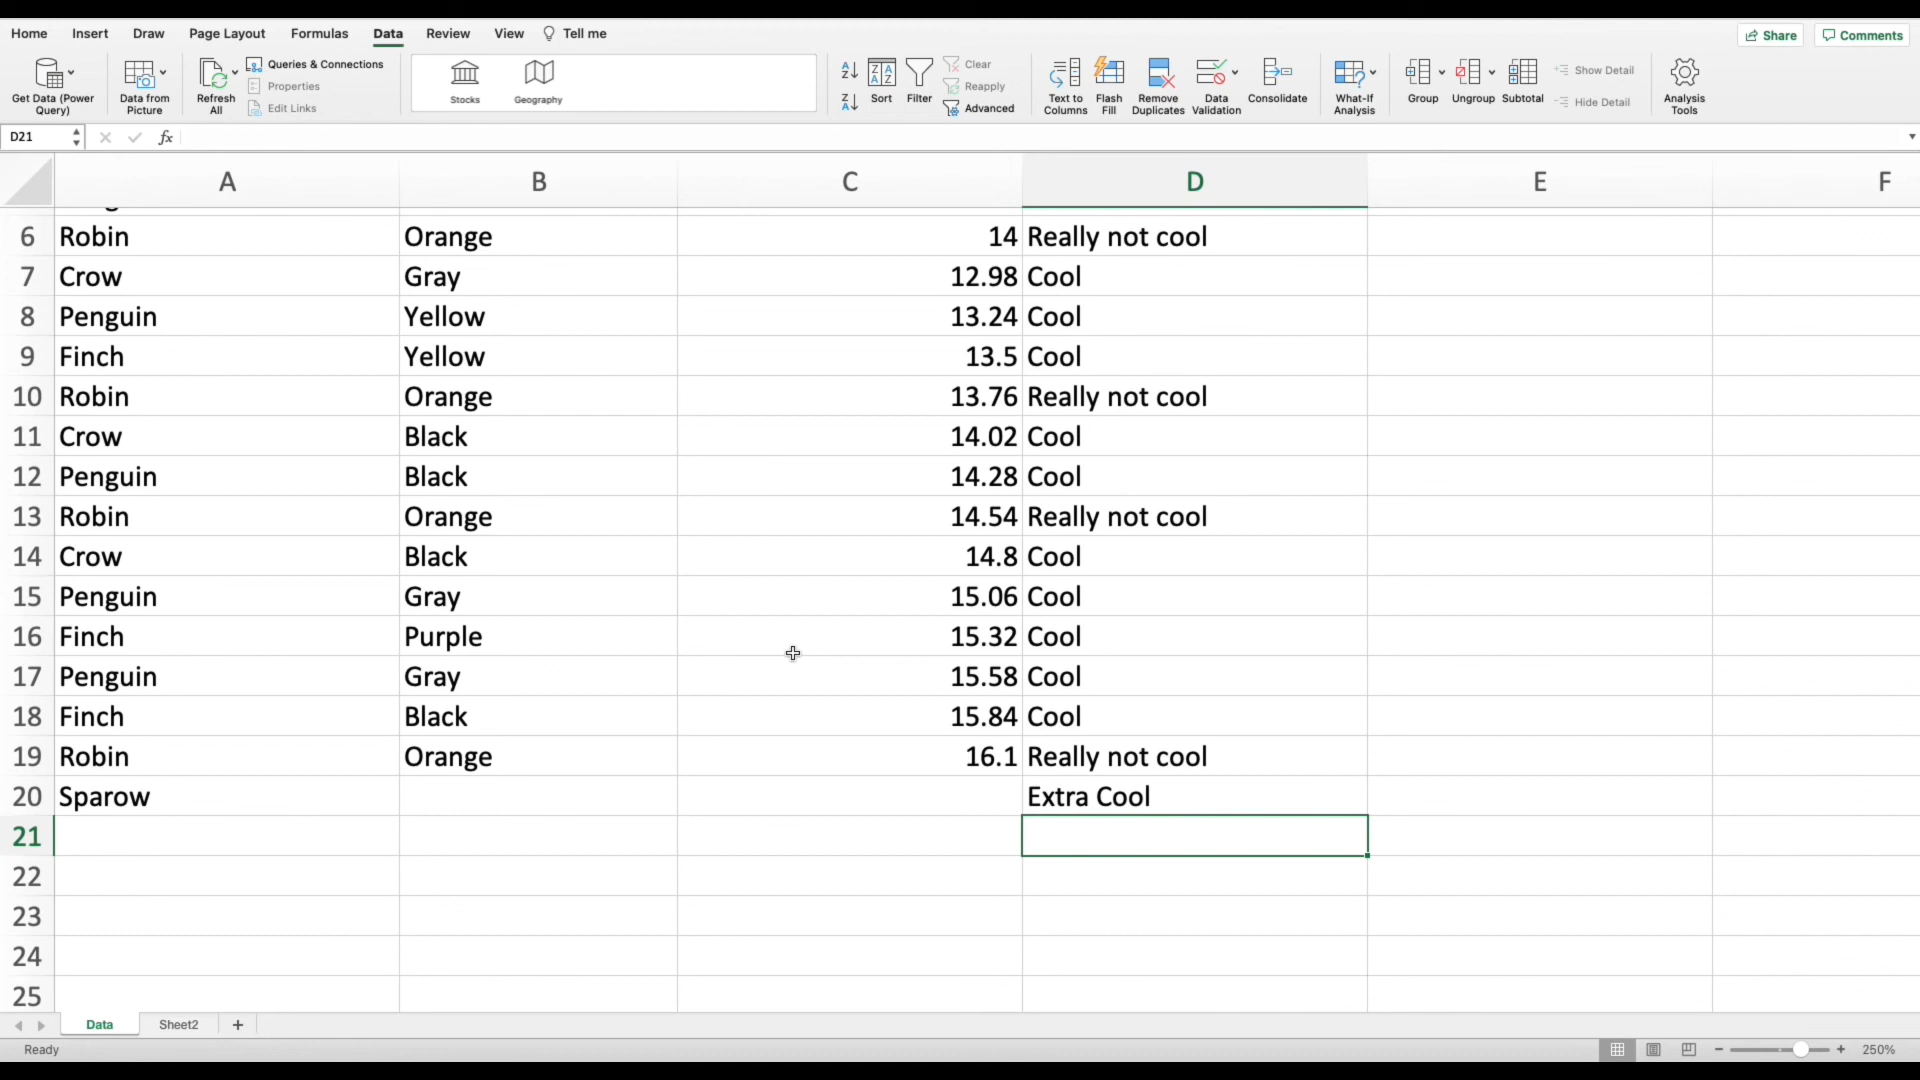 Home Insert Draw Page Layout Formulas Data Review View Tell me Share Comments
Get Data (Power Query) Data from Picture Refresh All Queries & Connections Properties Edit Links Stocks Geography Sort Filter Clear Reapply Advanced Text to Columns Flash Fill Remove Duplicates Data Validation Consolidate What-If Analysis Group Ungroup Subtotal Show Detail Hide Detail Analysis Tools
D21 fx
A B C D E F
6 Robin Orange 14 Really not cool
7 Crow Gray 12.98 Cool
8 Penguin Yellow 13.24 Cool
9 Finch Yellow 13.5 Cool
10 Robin Orange 13.76 Really not cool
11 Crow Black 14.02 Cool
12 Penguin Black 14.28 Cool
13 Robin Orange 14.54 Really not cool
14 Crow Black 14.8 Cool
15 Penguin Gray 15.06 Cool
16 Finch Purple 15.32 Cool
17 Penguin Gray 15.58 Cool
18 Finch Black 15.84 Cool
19 Robin Orange 16.1 Really not cool
20 Sparow Extra Cool
21
22
23
24
25
Data Sheet2 +
Ready 250%